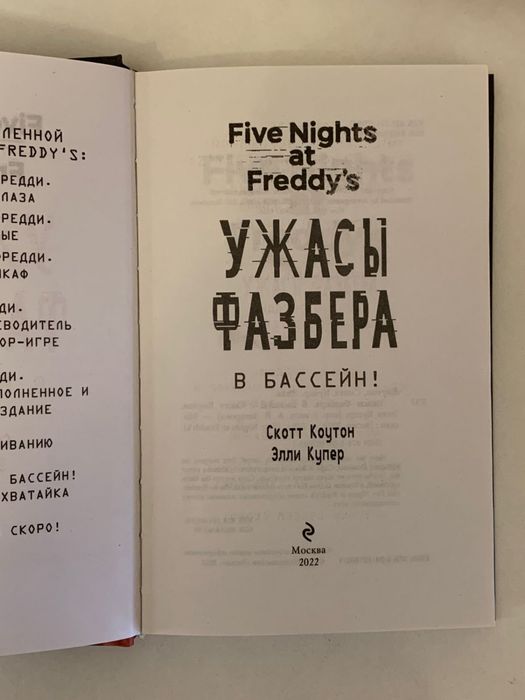 ЛЕННОЙ
FREDDY'S:
РЕДДИ.
ЛАЗА
РЕДДИ.
ЫЕ
РЕДДИ.
КАФ
ДИ.
ЕВОДИТЕЛЬ
ОР-ИГРЕ
ДИ.
ПОЛНЕННОЕ И
ЗДАНИЕ
ИВАНИЮ
БАССЕЙН!
ХВАТАЙКА
СКОРО!
Five Nights
at
Freddy's
УЖАСЫ
ФАЗБЕРА
В БАССЕЙН!
Скотт Коутон
Элли Купер
Москва
2022